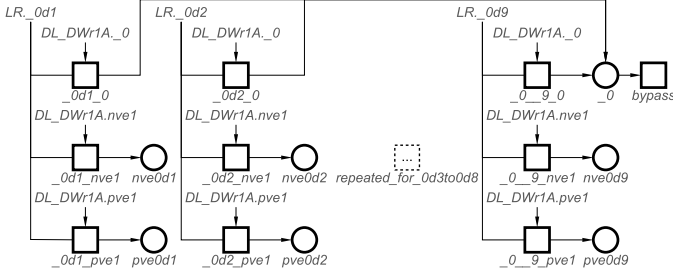 LR._0d1 LR._0d2 LR._0d9
DL_DWr1A._0 DL_DWr1A._0 DL_DWr1A._0
_0d1_0 _0d2_0 _0__9_0 _0 bypass
DL_DWr1A.nve1 DL_DWr1A.nve1 DL_DWr1A.nve1
...
_0d1_nve1 nve0d1 _0d2_nve1 nve0d2 repeated_for_0d3to0d8 _0__9_nve1 nve0d9
DL_DWr1A.pve1 DL_DWr1A.pve1 DL_DWr1A.pve1
_0d1_pve1 pve0d1 _0d2_pve1 pve0d2 _0__9_pve1 pve0d9